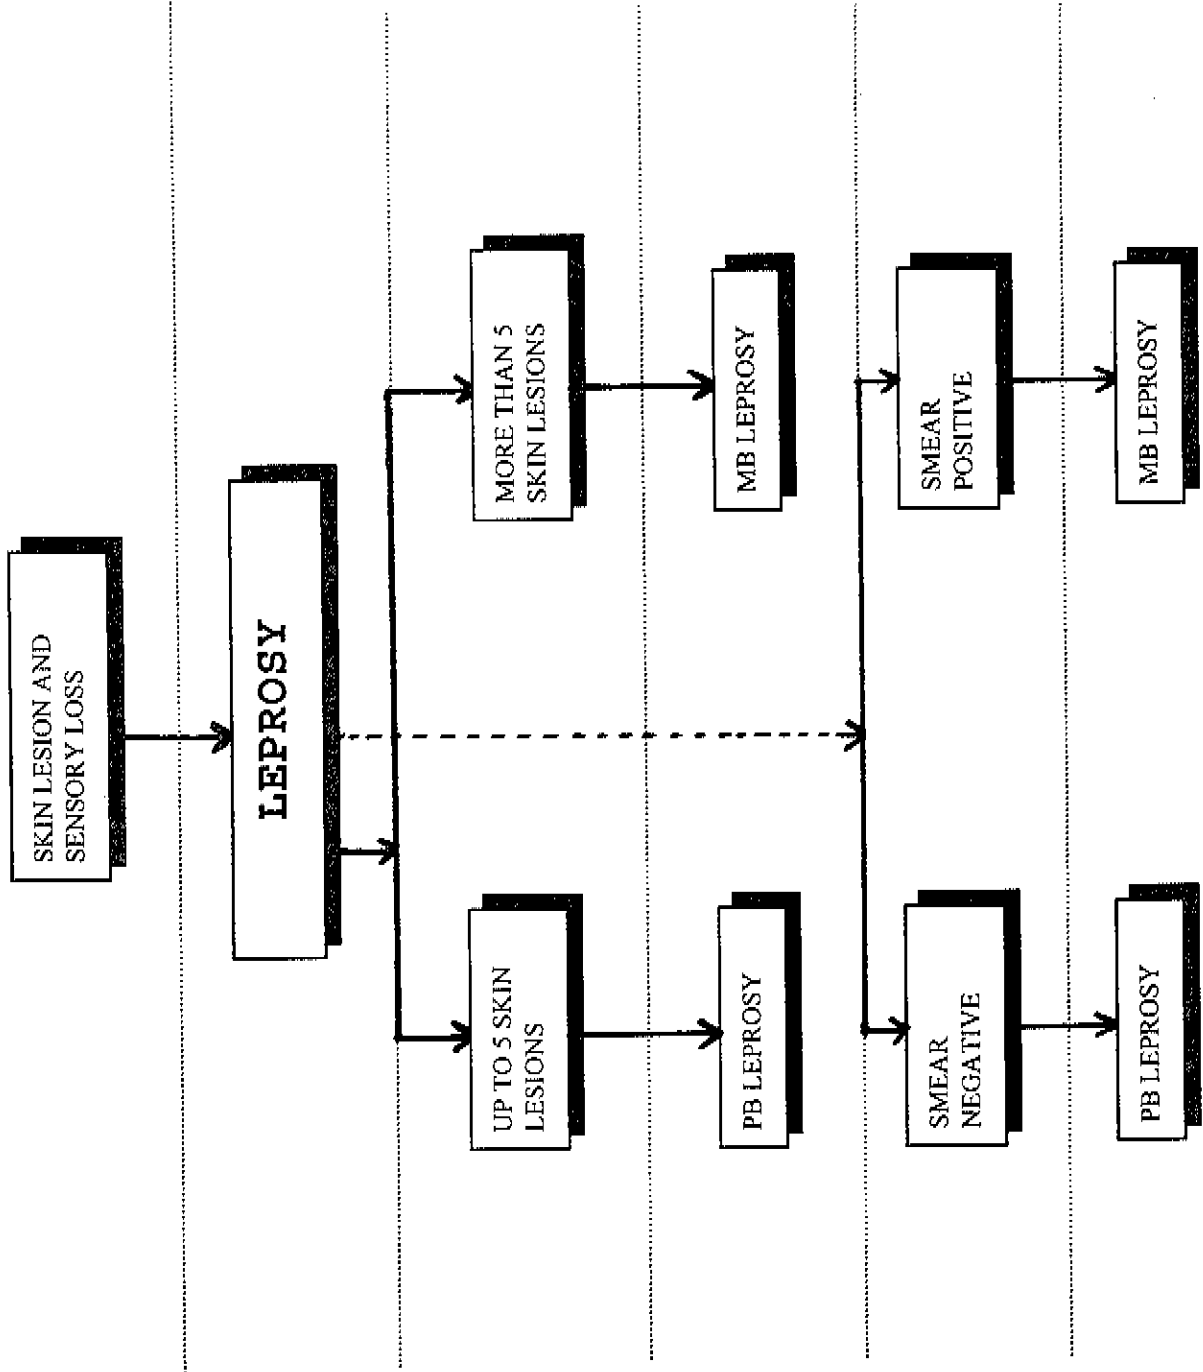 SKIN LESION AND
SENSORY LOSS
LEPROSY
UP TO 5 SKIN
LESIONS
MORE THAN 5
SKIN LESIONS
PB LEPROSY
MB LEPROSY
SMEAR
NEGATIVE
SMEAR
POSITIVE
PB LEPROSY
MB LEPROSY